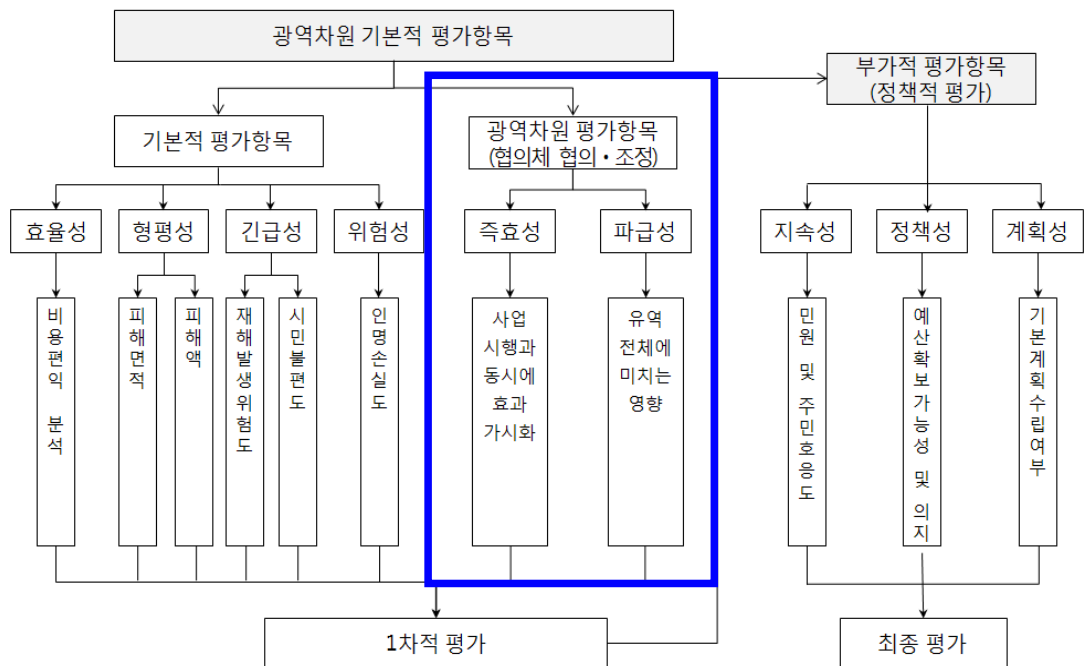 광역차원 기본적 평가항목
부가적 평가항목
(정책적 평가)
기본적 평가항목
광역차원 평가항목
(협의체 협의・조정)
효율성
형평성
긴급성
위험성
즉효성
파급성
지속성
정책성
계획성
비용편익 분석
피해면적
피해액
재해발생위험도
시민불편도
인명손실도
사업
시행과
동시에
효과
가시화
유역
전체에
미치는
영향
민원 및 주민호응도
예산확보가능성 및 의지
기본계획수립여부
1차적 평가
최종 평가